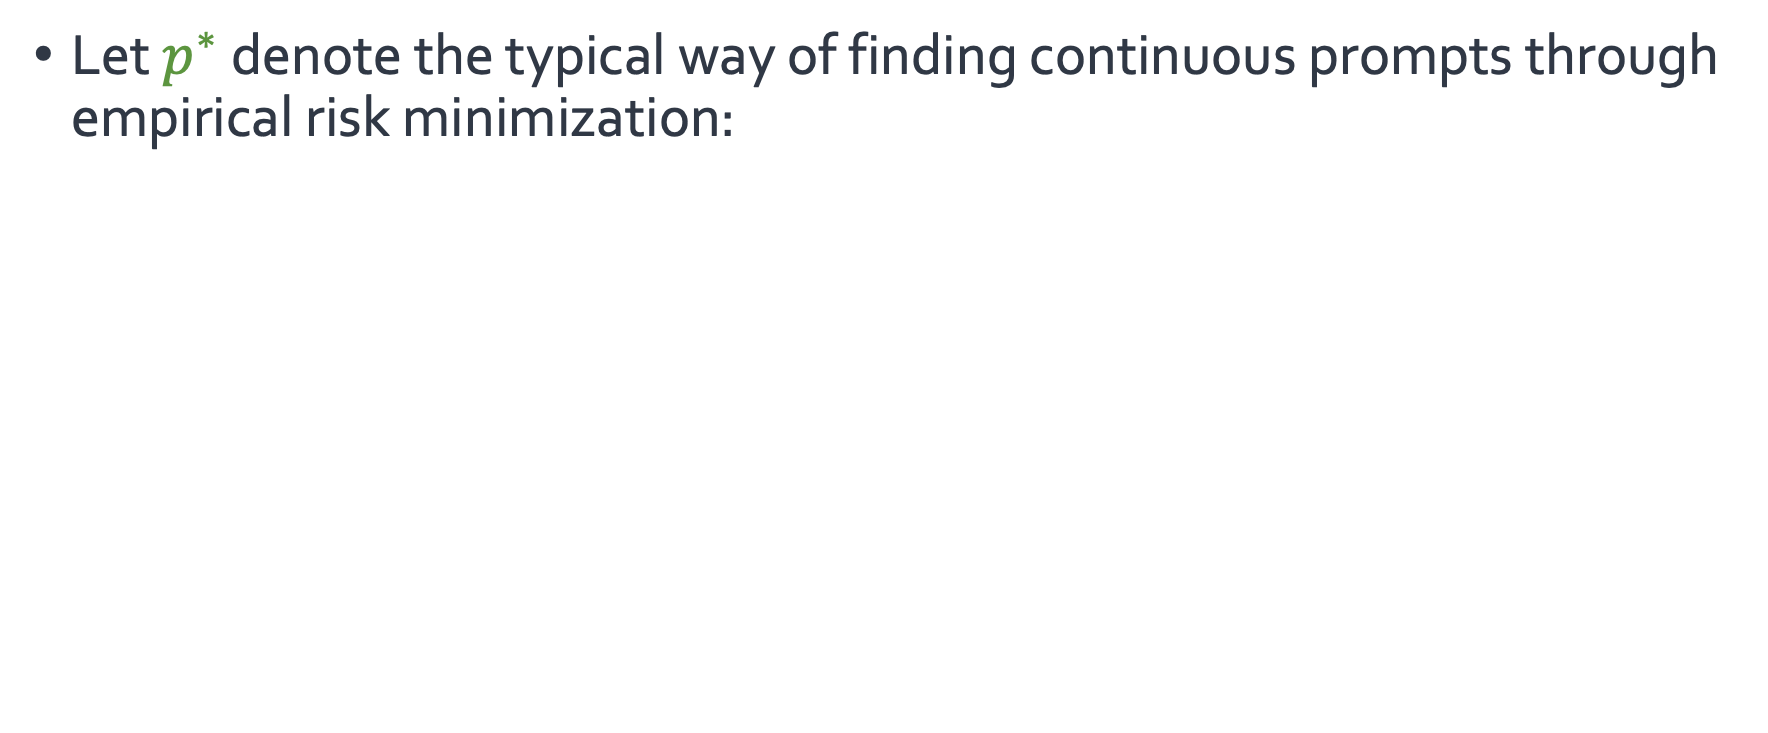 • Let p* denote the typical way of finding continuous prompts through
empirical risk minimization: